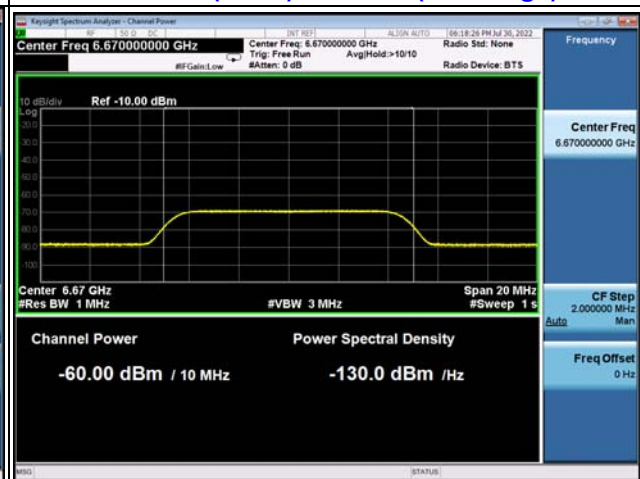 Keysight Spectrum Analyzer - Channel Power
RF 50 Ω DC INT REF ALIGN AUTO 06:18:26 PM Jul 30, 2022
Center Freq 6.670000000 GHz
Center Freq: 6.670000000 GHz
Radio Std: None
Trig: Free Run Avg|Hold:>10/10
#IFGain:Low #Atten: 0 dB Radio Device: BTS
Frequency
10 dB/div Ref -10.00 dBm
Log
Center Freq
6.670000000 GHz
Center 6.67 GHz Span 20 MHz
#Res BW 1 MHz #VBW 3 MHz #Sweep 1 s
CF Step
2.000000 MHz
Auto Man
Channel Power Power Spectral Density
-60.00 dBm / 10 MHz -130.0 dBm /Hz
Freq Offset
0 Hz
MSG STATUS